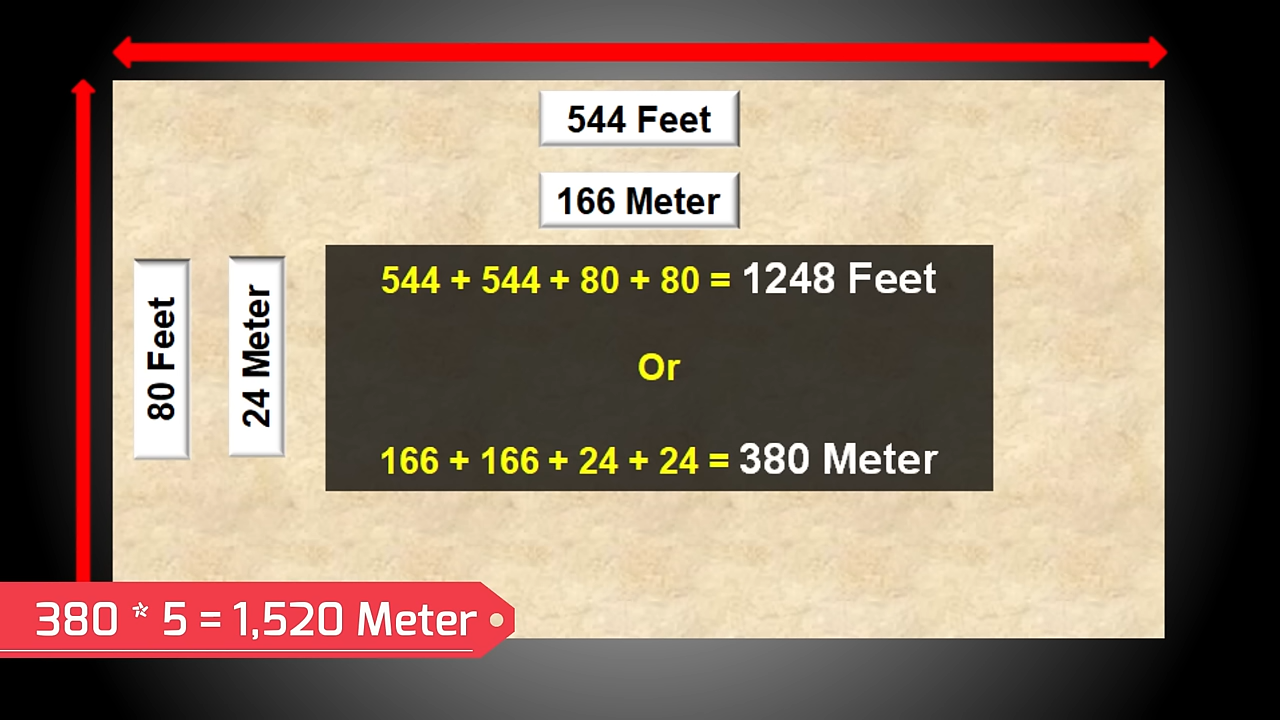 544 Feet
166 Meter
80 Feet
24 Meter
544 + 544 + 80 + 80 = 1248 Feet
Or
166 + 166 + 24 + 24 = 380 Meter
380 * 5 = 1,520 Meter